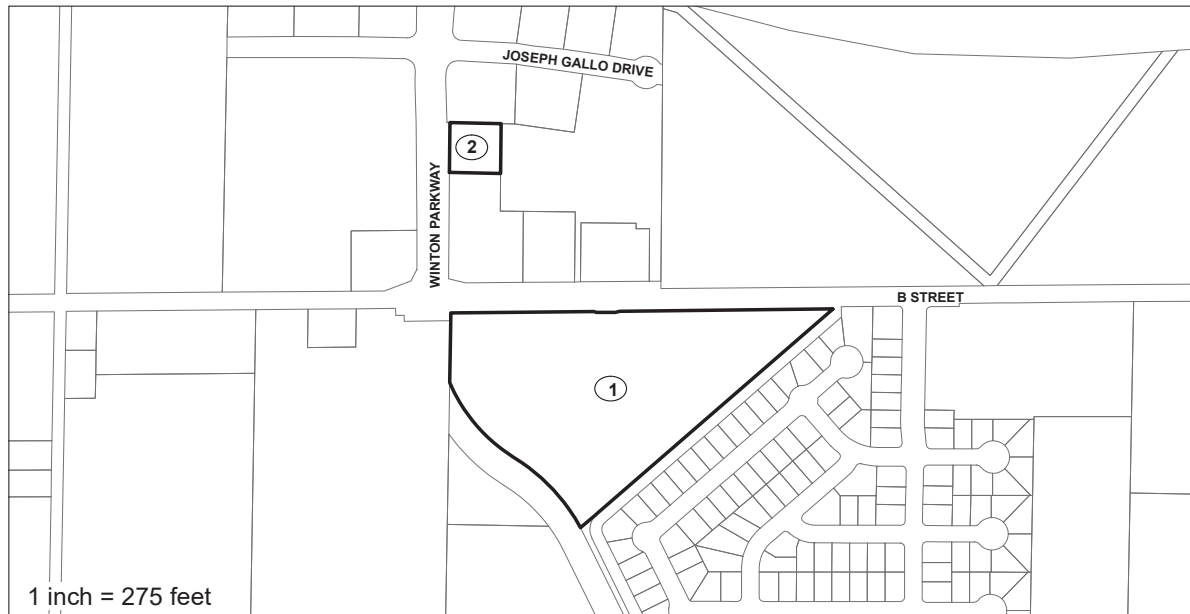 JOSEPH GALLO DRIVE
2
WINTON PARKWAY
B STREET
1
1 inch = 275 feet